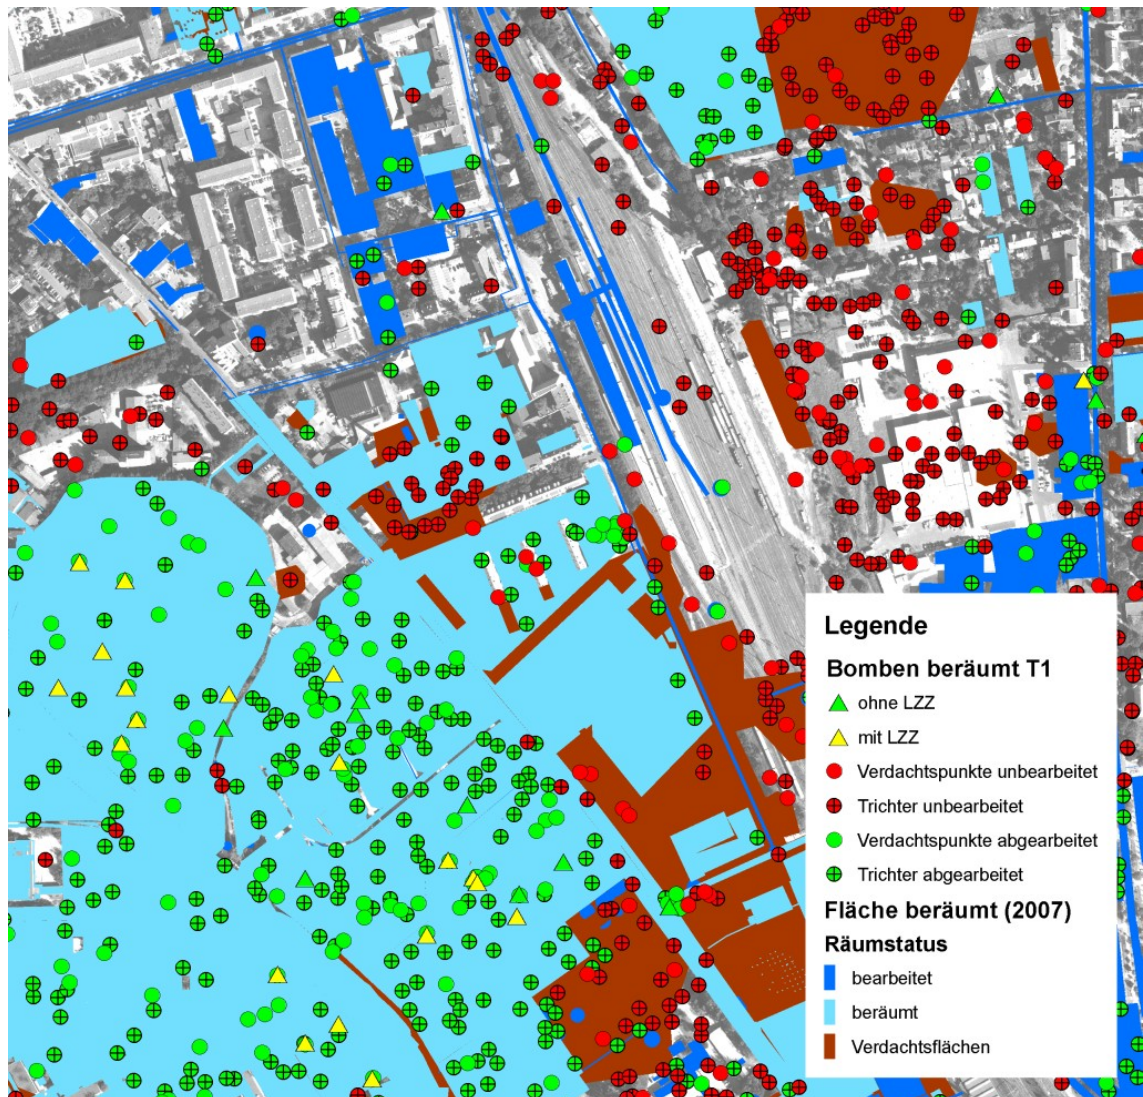 Legende
Bomben beräumt T1
ohne LZZ
mit LZZ
Verdachtspunkte unbearbeitet
Trichter unbearbeitet
Verdachtspunkte abgearbeitet
Trichter abgearbeitet
Fläche beräumt (2007)
Räumstatus
bearbeitet
beräumt
Verdachtsflächen